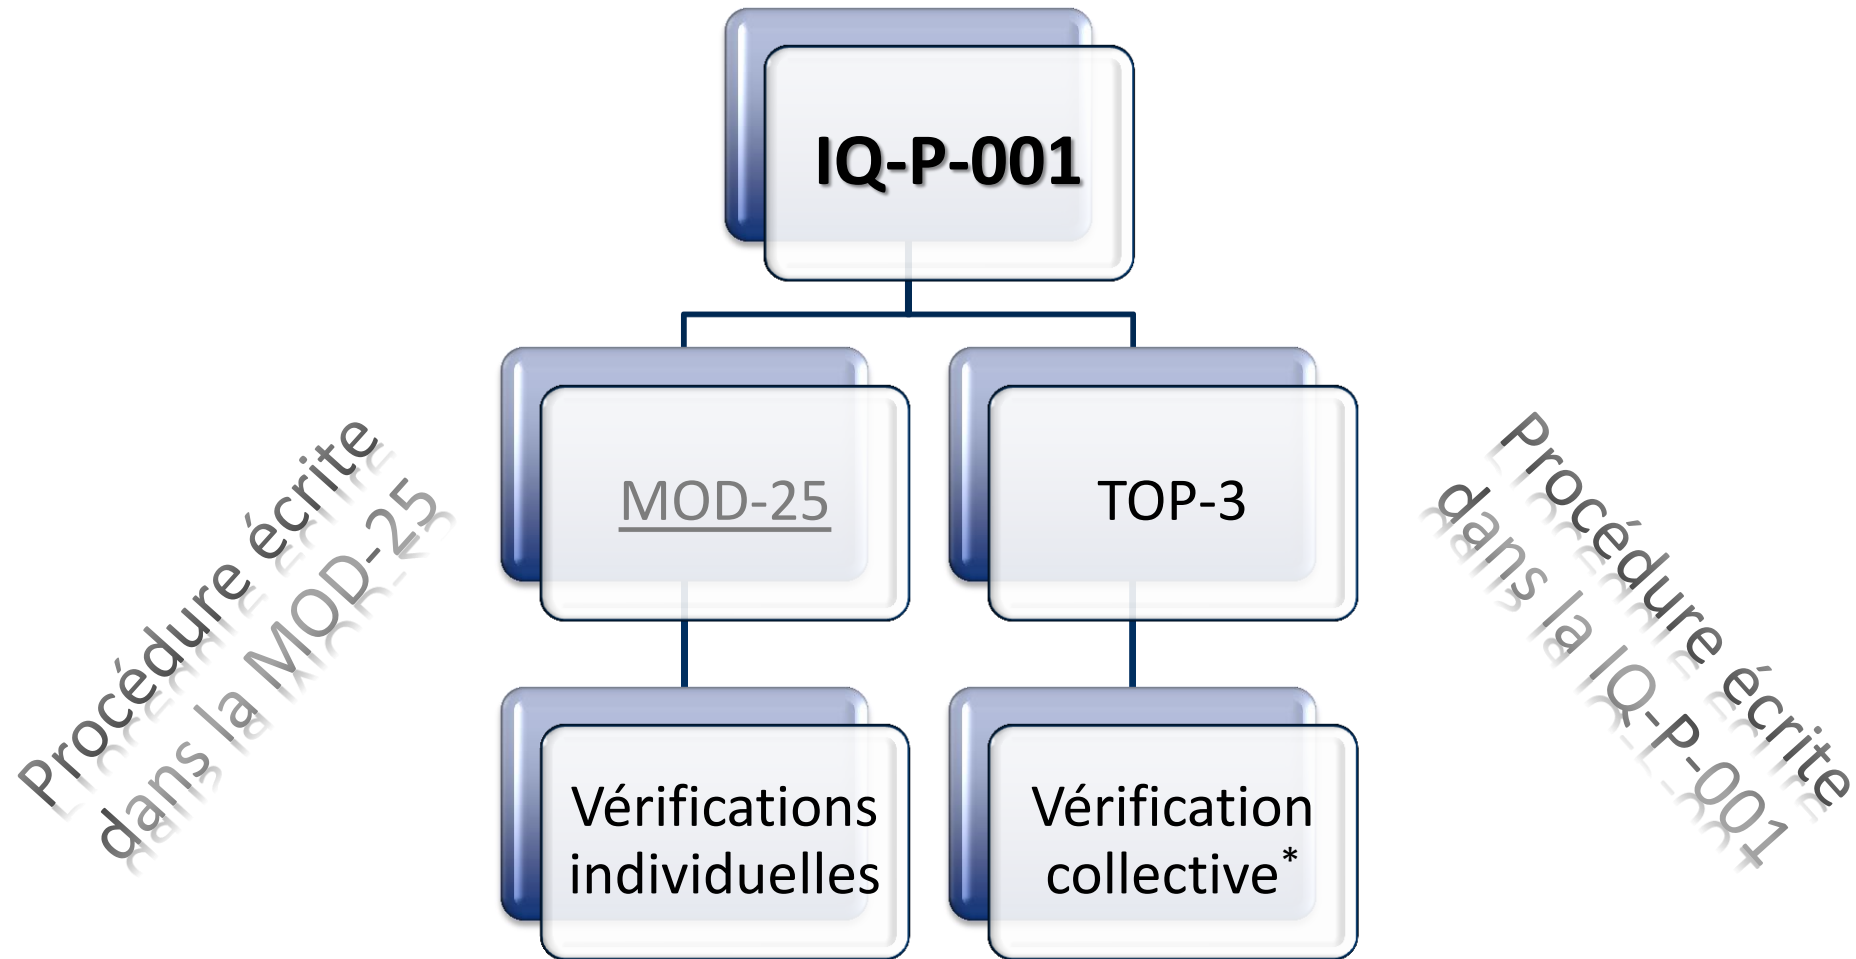 IQ-P-001
Procédure écrite
dans la MOD-25
MOD-25
TOP-3
Procédure écrite
dans la IQ-P-001
Vérifications
individuelles
Vérification
collective*